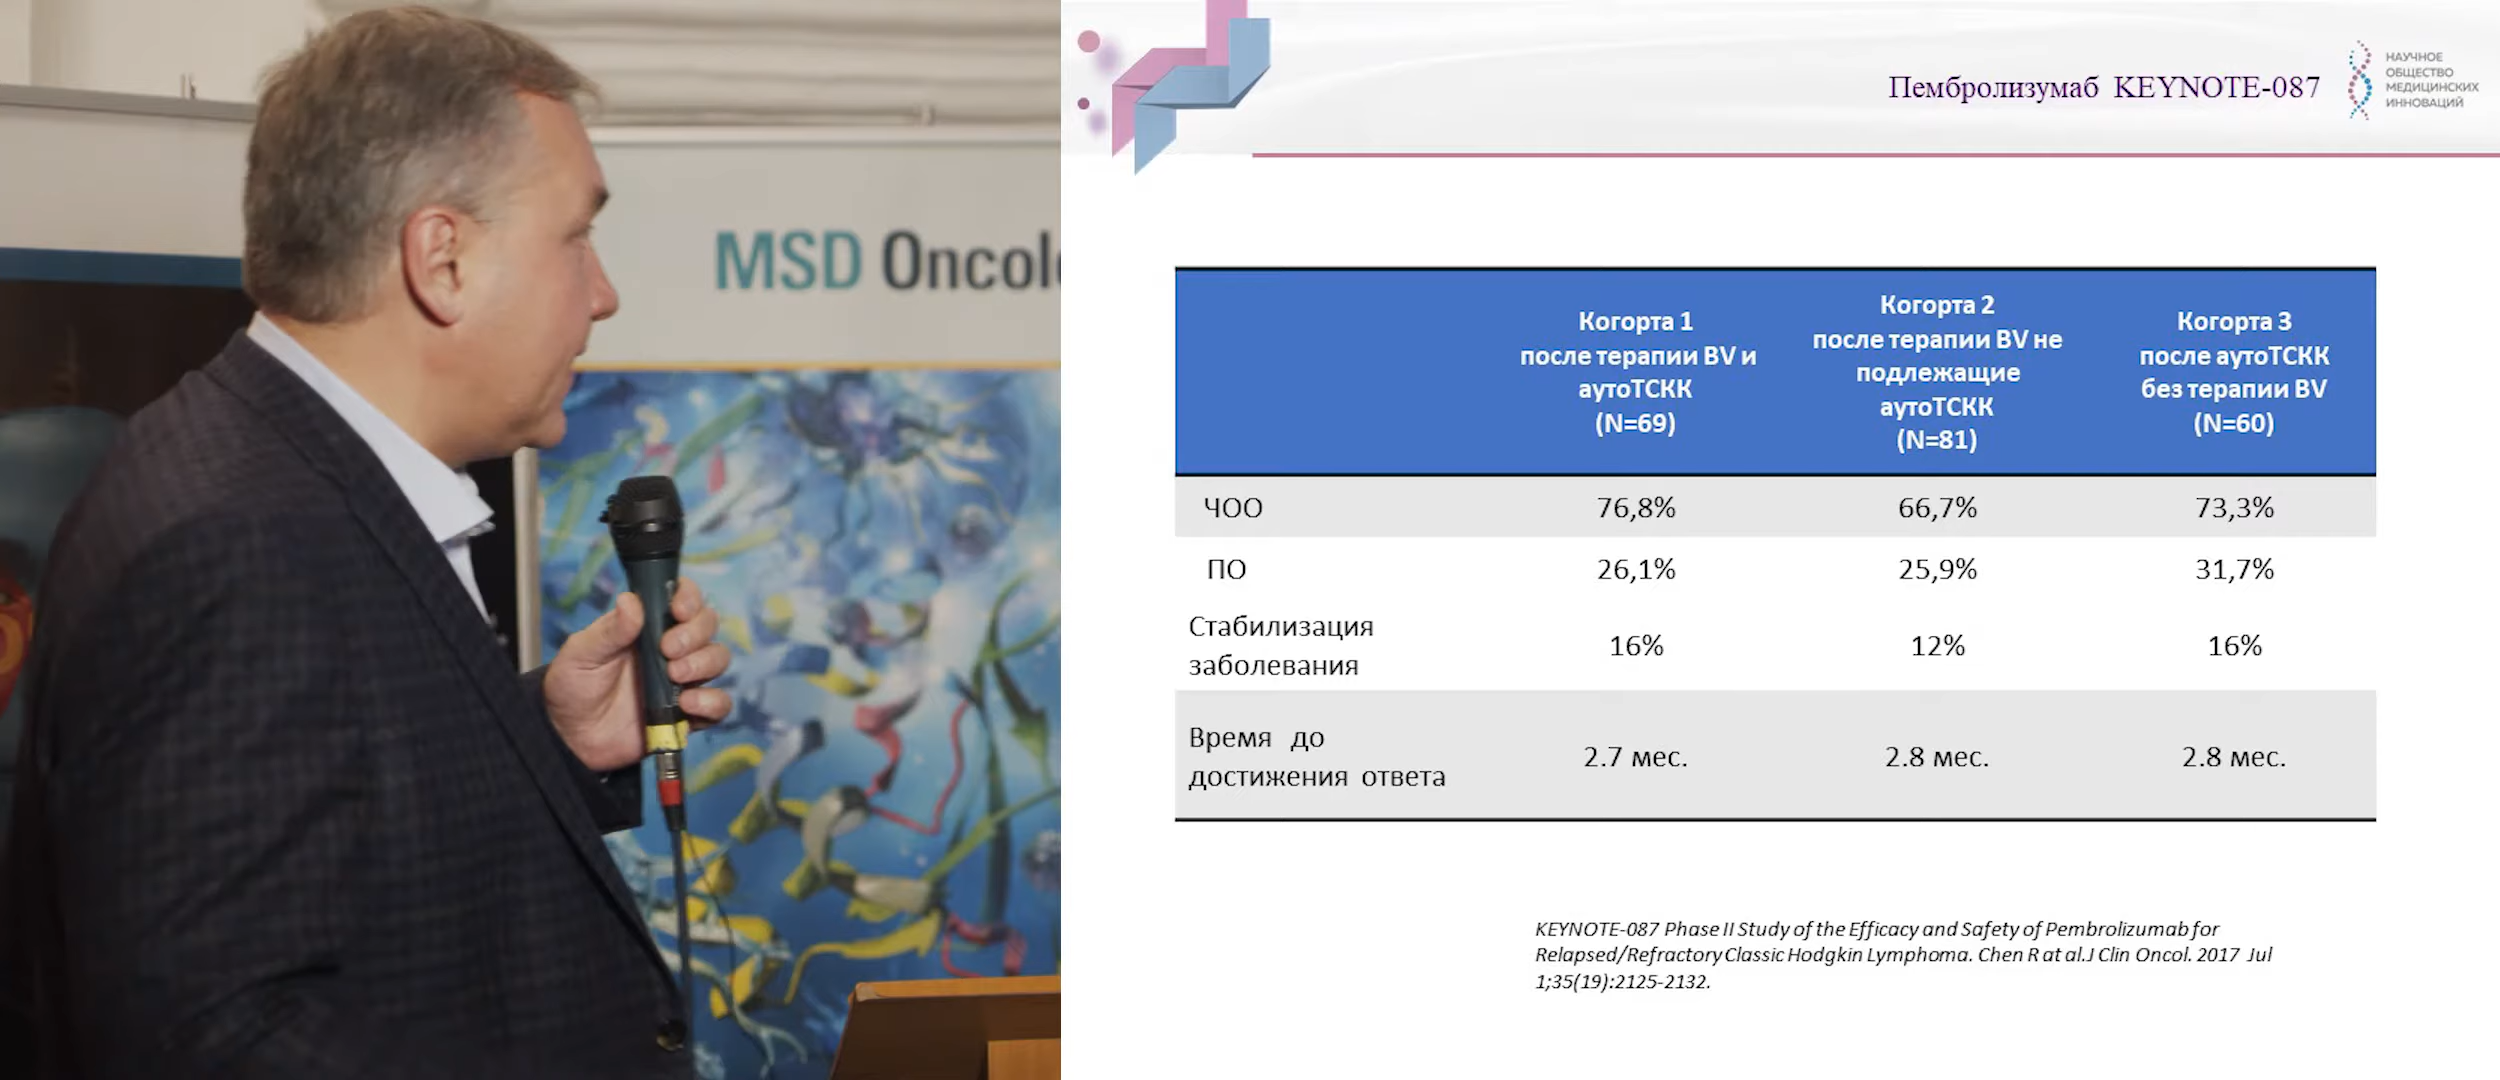 MSD Oncol
Пембролизумаб KEYNOTE-087
НАУЧНОЕ
ОБЩЕСТВО
МЕДИЦИНСКИХ
ИННОВАЦИЙ
Когорта 1
после терапии BV и
аутоТСКК
(N=69)
Когорта 2
после терапии BV не
подлежащие
аутоТСКК
(N=81)
Когорта 3
после аутоТСКК
без терапии BV
(N=60)
ЧОО 76,8% 66,7% 73,3%
ПО 26,1% 25,9% 31,7%
Стабилизация
заболевания
16% 12% 16%
Время до
достижения ответа
2.7 мес. 2.8 мес. 2.8 мес.
KEYNOTE-087 Phase II Study of the Efficacy and Safety of Pembrolizumab for
Relapsed/Refractory Classic Hodgkin Lymphoma. Chen R at al.J Clin Oncol. 2017 Jul
1;35(19):2125-2132.